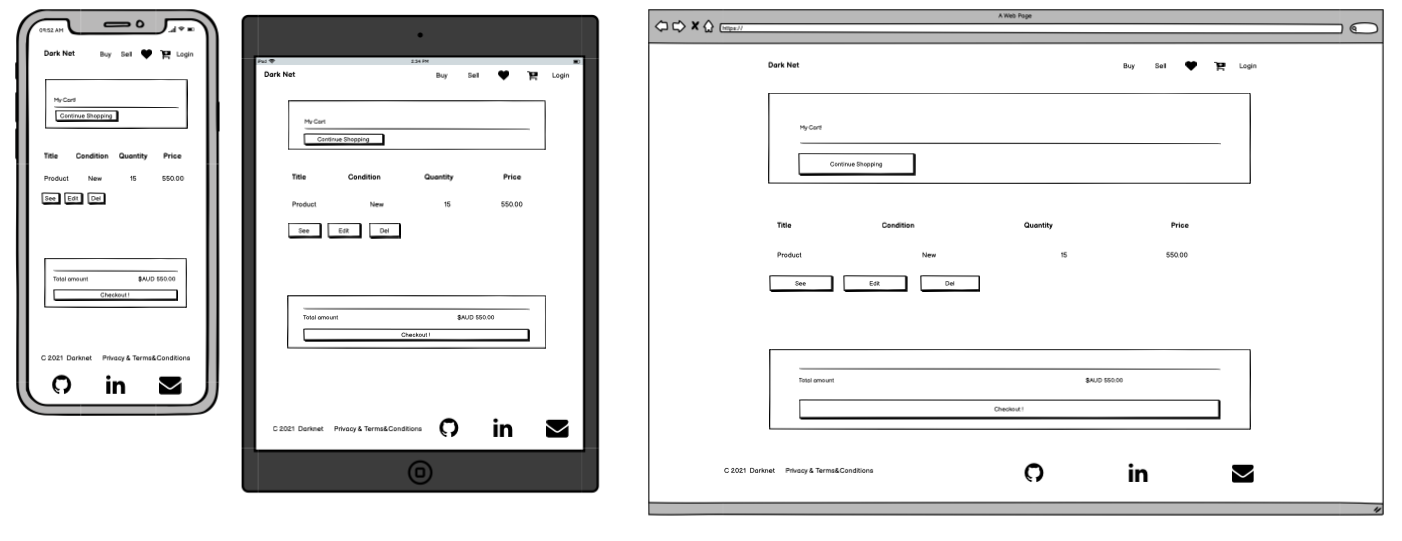 09:52 AM
Dark Net Buy Sell Login
My Cart!
Continue Shopping
Title Condition Quantity Price
Product New 15 550.00
See Edit Del
Total amount $AUD 550.00
Checkout !
C 2021 Darknet Privacy & Terms&Conditions
in
iPad 2:34 PM
Dark Net Buy Sell Login
My Cart
Continue Shopping
Title Condition Quantity Price
Product New 15 550.00
See Edit Del
Total amount $AUD 550.00
Checkout !
C 2021 Darknet Privacy & Terms&Conditions in
A Web Page
https://
Dark Net Buy Sell Login
My Cart!
Continue Shopping
Title Condition Quantity Price
Product New 15 550.00
See Edit Del
Total amount $AUD 550.00
Checkout !
C 2021 Darknet Privacy & Terms&Conditions in